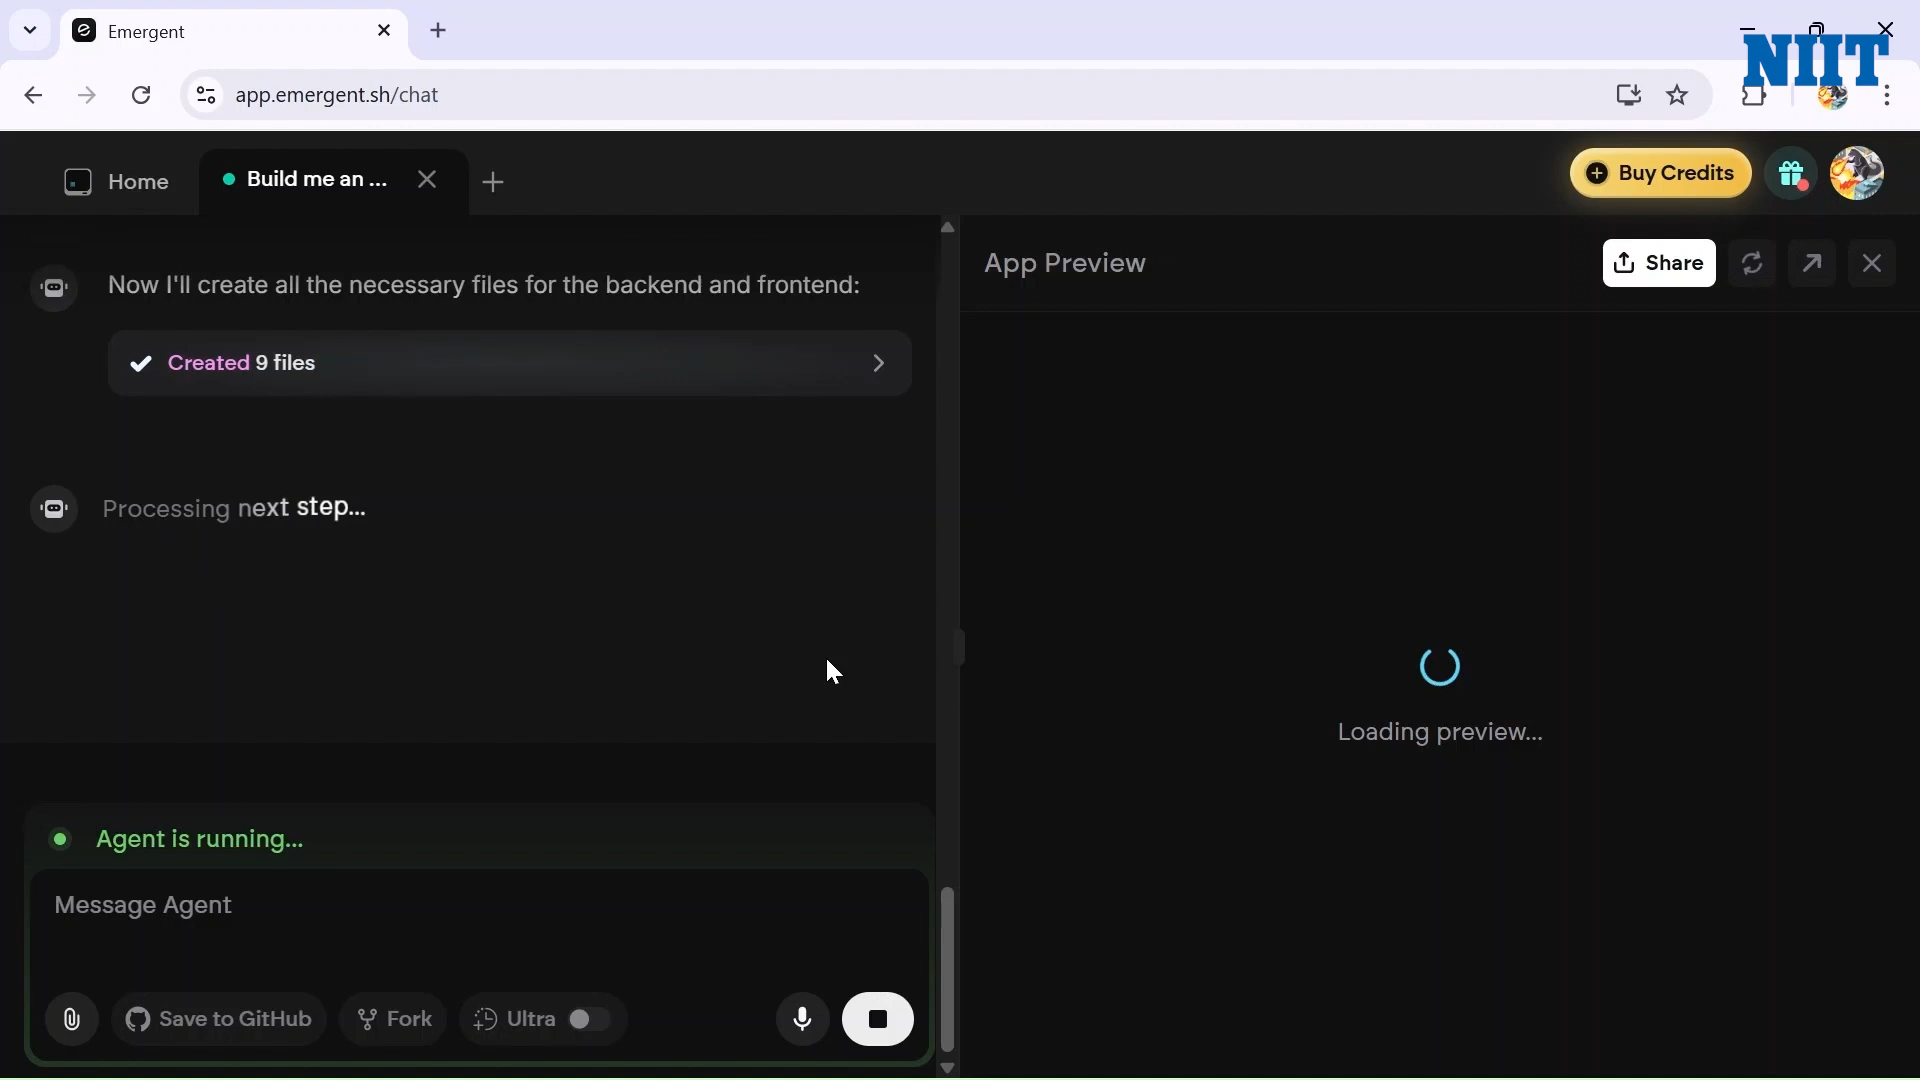 Emergent
NIIT
app.emergent.sh/chat
Home
Build me an ...
Buy Credits
Now I'll create all the necessary files for the backend and frontend:
App Preview
Share
Created 9 files
Processing next step...
Loading preview...
Agent is running...
Message Agent
Save to GitHub
Fork
Ultra